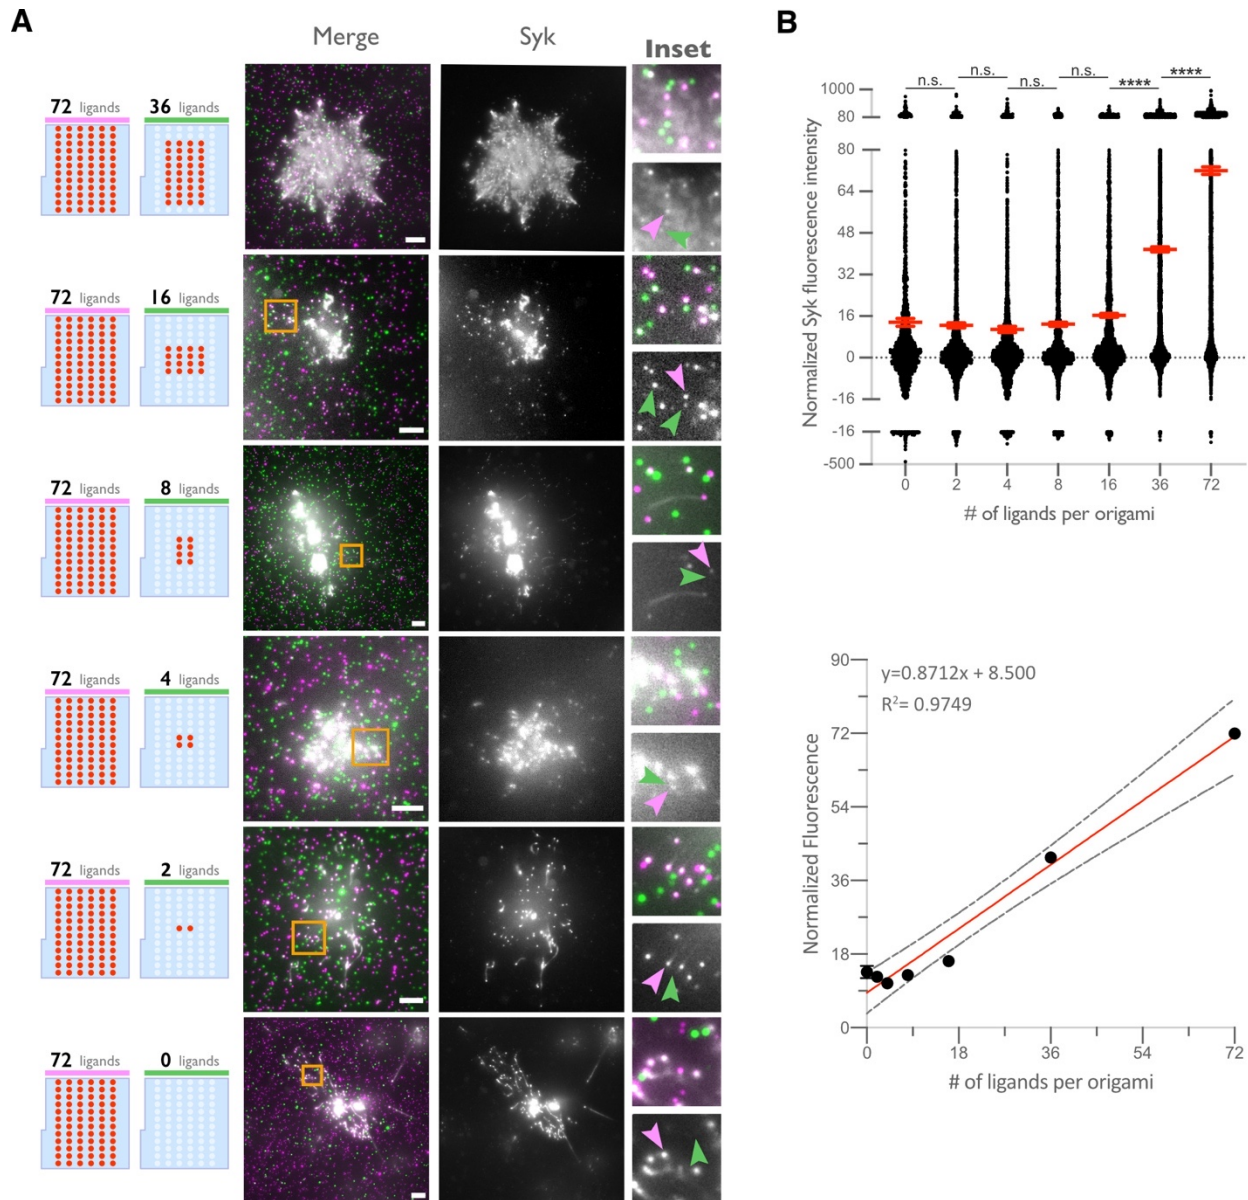 A
Merge
Syk
Inset
72 ligands
36 ligands
72 ligands
16 ligands
72 ligands
8 ligands
72 ligands
4 ligands
72 ligands
2 ligands
72 ligands
0 ligands
B
n.s.
n.s.
n.s.
n.s.
****
****
1000
80
80
64
48
32
16
0
-16
-16
-500
Normalized Syk fluorescence intensity
0 2 4 8 16 36 72
# of ligands per origami
y=0.8712x + 8.500
R²= 0.9749
90
72
54
36
18
0
Normalized Fluorescence
0 18 36 54 72
# of ligands per origami